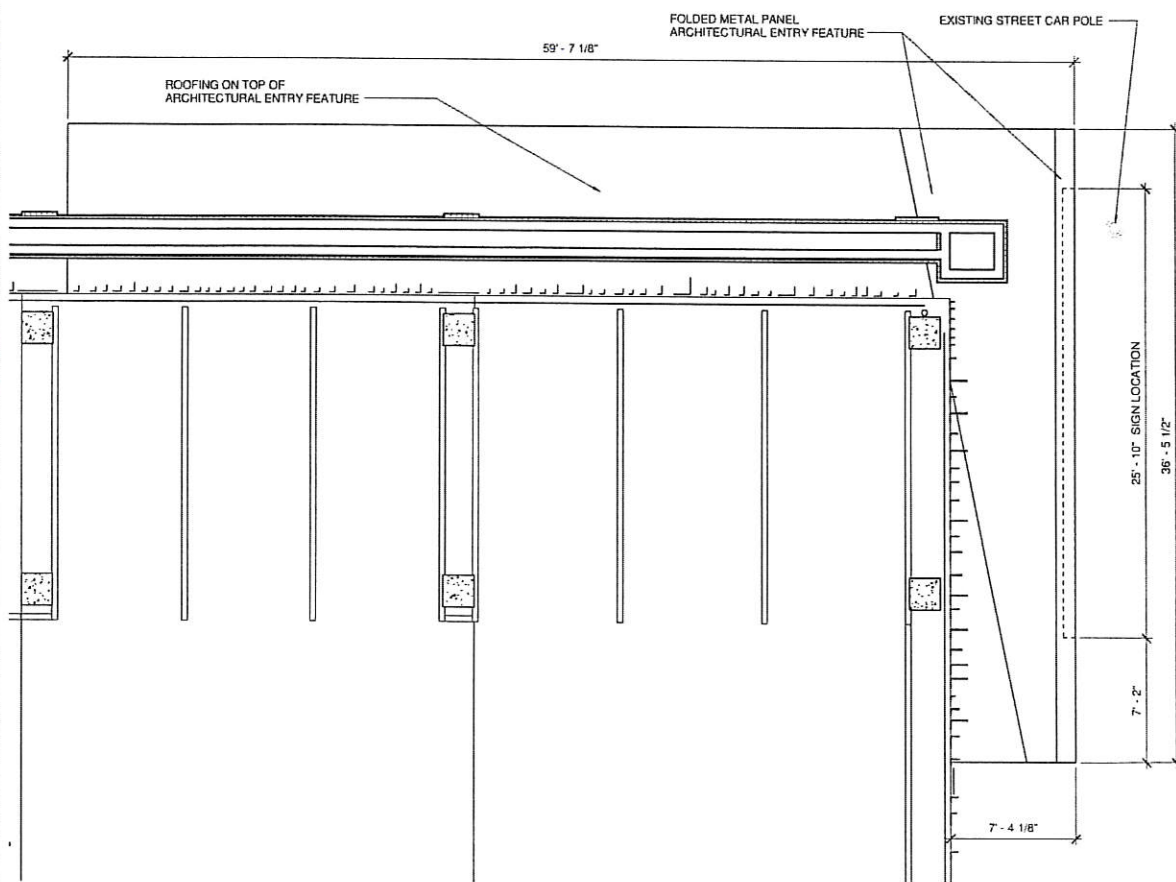 FOLDED METAL PANEL
ARCHITECTURAL ENTRY FEATURE
EXISTING STREET CAR POLE
59' - 7 1/8"
ROOFING ON TOP OF
ARCHITECTURAL ENTRY FEATURE
25' - 10" SIGN LOCATION
36' - 5 1/2"
7' - 2"
7' - 4 1/8"